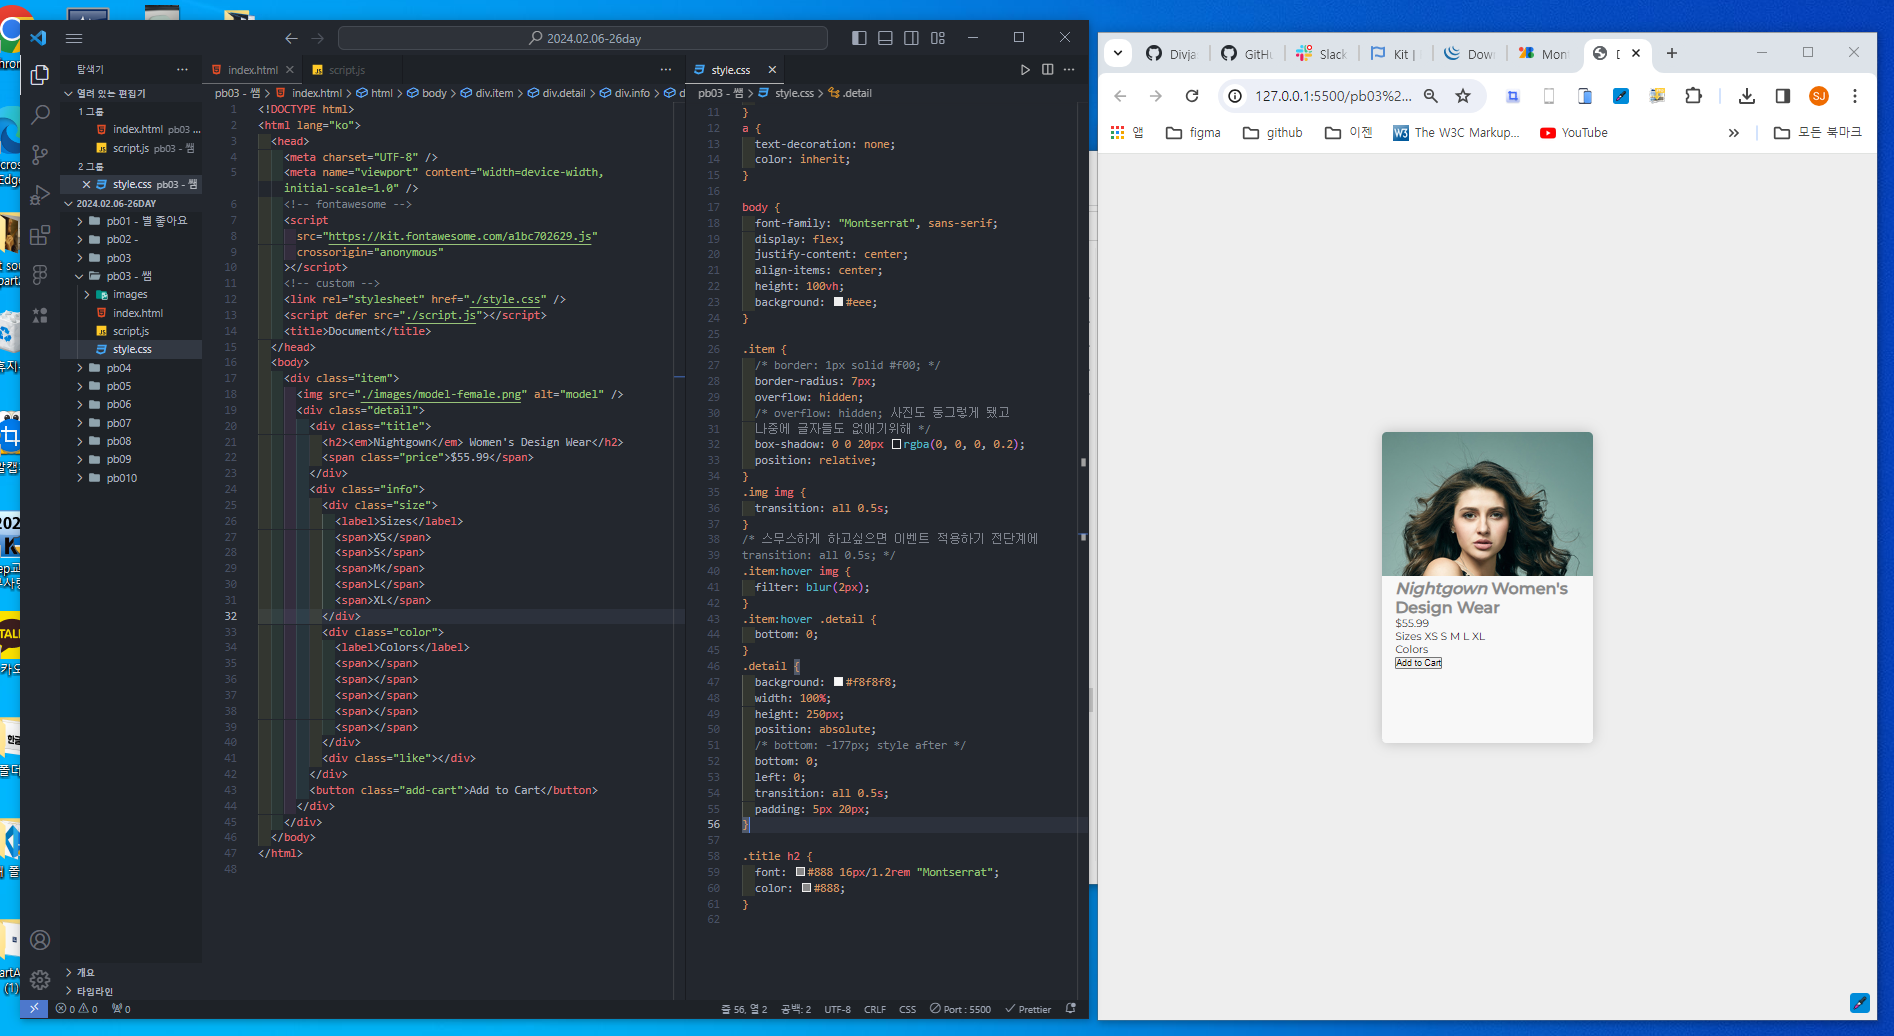 2024.02.06-26day
탐색기
열려 있는 편집기
1 그룹
index.html pb03 ...
script.js pb03 - 쌤
2 그룹
style.css pb03 - 쌤
2024.02.06-26DAY
pb01 - 별 좋아요
pb02 -
pb03
pb03 - 쌤
images
index.html
script.js
style.css
pb04
pb05
pb06
pb07
pb08
pb09
pb010
개요
타임라인
index.html
script.js
pb03 - 쌤 > index.html > html > body > div.item > div.detail > div.info > d
1 <!DOCTYPE html>
2 <html lang="ko">
3 <head>
4 <meta charset="UTF-8" />
5 <meta name="viewport" content="width=device-width,
initial-scale=1.0" />
6 <!-- fontawesome -->
7 <script
8 src="https://kit.fontawesome.com/a1bc702629.js"
9 crossorigin="anonymous"
10 ></script>
11 <!-- custom -->
12 <link rel="stylesheet" href="./style.css" />
13 <script defer src="./script.js"></script>
14 <title>Document</title>
15 </head>
16 <body>
17 <div class="item">
18 <img src="./images/model-female.png" alt="model" />
19 <div class="detail">
20 <div class="title">
21 <h2><em>Nightgown</em> Women's Design Wear</h2>
22 <span class="price">$55.99</span>
23 </div>
24 <div class="info">
25 <div class="size">
26 <label>Sizes</label>
27 <span>XS</span>
28 <span>S</span>
29 <span>M</span>
30 <span>L</span>
31 <span>XL</span>
32 </div>
33 <div class="color">
34 <label>Colors</label>
35 <span></span>
36 <span></span>
37 <span></span>
38 <span></span>
39 <span></span>
40 </div>
41 <div class="like"></div>
42 </div>
43 <button class="add-cart">Add to Cart</button>
44 </div>
45 </div>
46 </body>
47 </html>
48
style.css
pb03 - 쌤 > style.css > .detail
11 }
12 a {
13 text-decoration: none;
14 color: inherit;
15 }
16
17 body {
18 font-family: "Montserrat", sans-serif;
19 display: flex;
20 justify-content: center;
21 align-items: center;
22 height: 100vh;
23 background: #eee;
24 }
25
26 .item {
27 /* border: 1px solid #f00; */
28 border-radius: 7px;
29 overflow: hidden;
30 /* overflow: hidden; 사진도 둥그렇게 됐고
31 나중에 글자들도 없애기위해 */
32 box-shadow: 0 0 20px rgba(0, 0, 0, 0.2);
33 position: relative;
34 }
35 .img img {
36 transition: all 0.5s;
37 }
38 /* 스무스하게 하고싶으면 이벤트 적용하기 전단계에
39 transition: all 0.5s; */
40 .item:hover img {
41 filter: blur(2px);
42 }
43 .item:hover .detail {
44 bottom: 0;
45 }
46 .detail {
47 background: #f8f8f8;
48 width: 100%;
49 height: 250px;
50 position: absolute;
51 /* bottom: -177px; style after */
52 bottom: 0;
53 left: 0;
54 transition: all 0.5s;
55 padding: 5px 20px;
56 }
57
58 .title h2 {
59 font: #888 16px/1.2rem "Montserrat";
60 color: #888;
61 }
62
0 0 0
줄 56, 열 2 공백: 2 UTF-8 CRLF CSS Port : 5500 Prettier
Divja GitHu Slack Kit | Dow Mont
127.0.0.1:5500/pb03%2...
SJ
앱 figma github 이젠 The W3C Markup... YouTube » 모든 북마크
Nightgown Women's
Design Wear
$55.99
Sizes XS S M L XL
Colors
Add to Cart